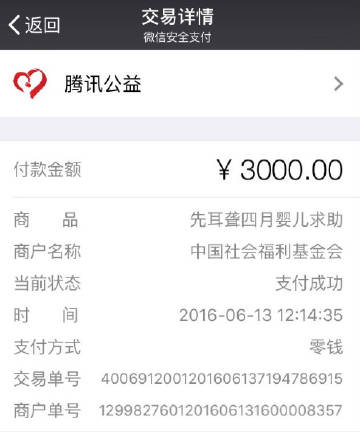 返回
交易详情
微信安全支付
腾讯公益
付款金额 ¥ 3000.00
商 品 先耳聋四月婴儿求助
商户名称 中国社会福利基金会
当前状态 支付成功
时 间 2016-06-13 12:14:35
支付方式 零钱
交易单号 4006912001201606137194786915
商户单号 1299827601201606131600008357